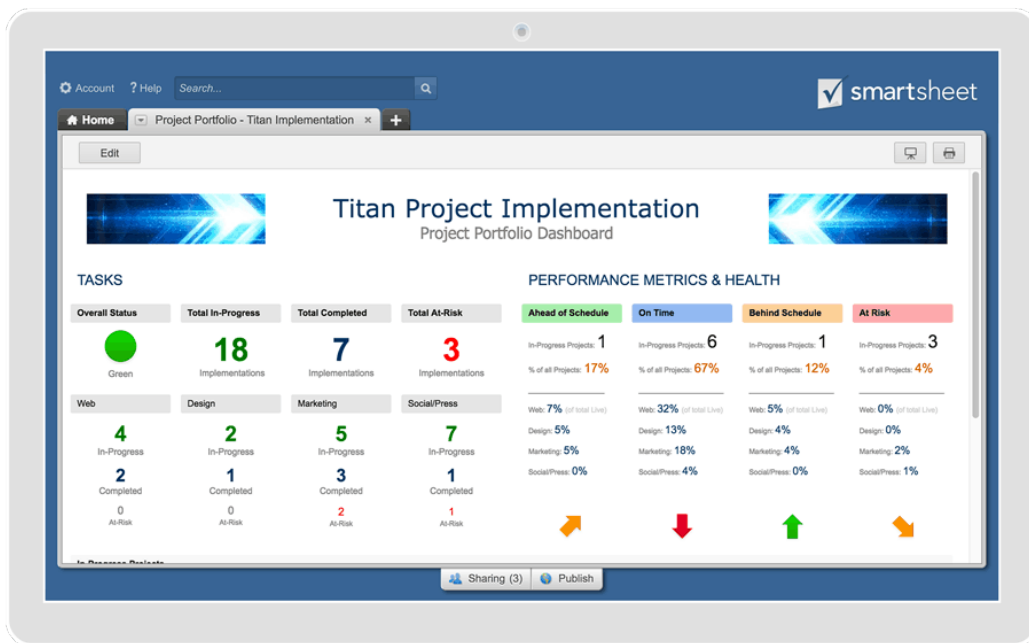 Account ? Help Search...
smartsheet
Home Project Portfolio - Titan Implementation × +
Edit
Titan Project Implementation
Project Portfolio Dashboard
TASKS
Overall Status Total In-Progress Total Completed Total At-Risk
18 7 3
Green Implementations Implementations Implementations
Web Design Marketing Social/Press
4 2 5 7
In-Progress In-Progress In-Progress In-Progress
2 1 3 1
Completed Completed Completed Completed
0 0 2 1
At-Risk At-Risk At-Risk At-Risk
PERFORMANCE METRICS & HEALTH
Ahead of Schedule On Time Behind Schedule At Risk
In-Progress Projects: 1 In-Progress Projects: 6 In-Progress Projects: 1 In-Progress Projects: 3
% of all Projects: 17% % of all Projects: 67% % of all Projects: 12% % of all Projects: 4%
Web: 7% (of total Live) Web: 32% (of total Live) Web: 5% (of total Live) Web: 0% (of total Live)
Design: 5% Design: 13% Design: 4% Design: 0%
Marketing: 5% Marketing: 18% Marketing: 4% Marketing: 2%
Social/Press: 0% Social/Press: 4% Social/Press: 0% Social/Press: 1%
In Progress Projects
Sharing (3) Publish